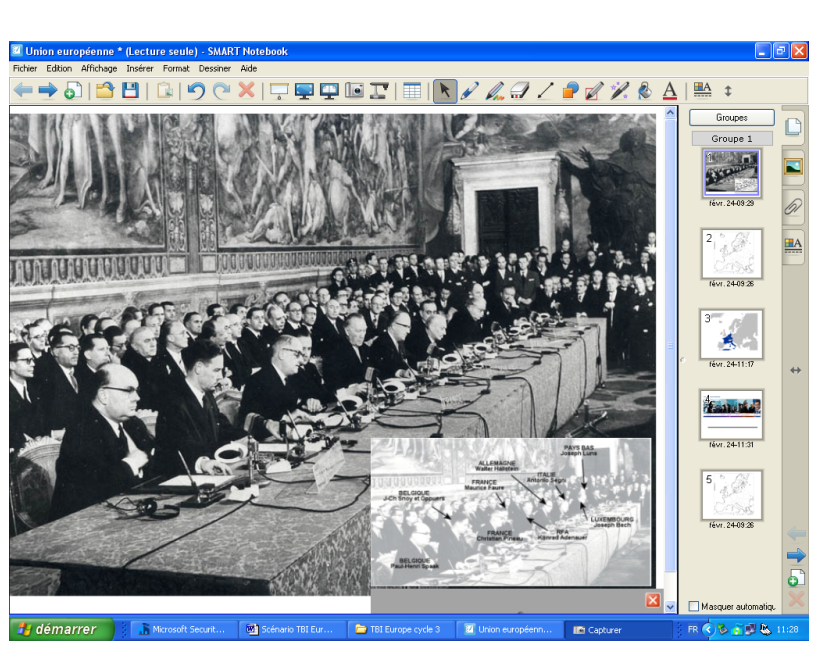 Union européenne * (Lecture seule) - SMART Notebook
Fichier Edition Affichage Insérer Format Dessiner Aide
Groupes
Groupe 1
1
févr. 24-09:29
2
févr. 24-09:26
3
févr. 24-11:17
4
févr. 24-11:31
5
févr. 24-09:26
PAYS BAS
Joseph Luns
ALLEMAGNE
Walter Hallstein
ITALIE
Antonio Segni
FRANCE
Maurice Faure
BELGIQUE
J-Ch Snoy et Oppuers
LUXEMBOURG
Joseph Bech
FRANCE
Christian Pineau
RFA
Konrad Adenauer
BELGIQUE
Paul-Henri Spaak
Masquer automatiqu
démarrer
Microsoft Securit...
Scénario TBI Eur...
TBI Europe cycle 3
Union européenn...
Capturer
FR
11:28